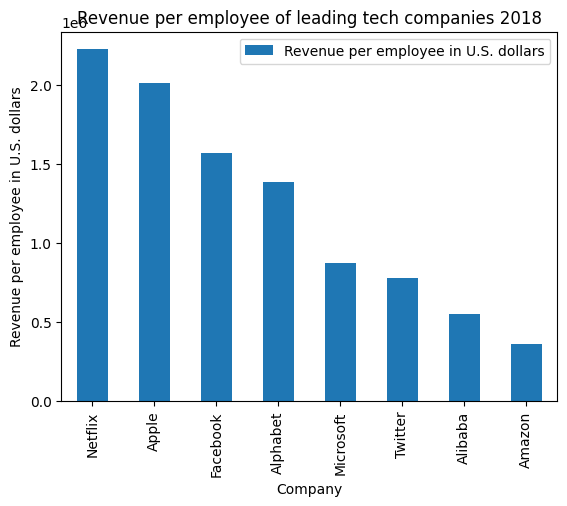 Revenue per employee of leading tech companies 2018
1e6
Revenue per employee in U.S. dollars
Revenue per employee in U.S. dollars
2.0
1.5
1.0
0.5
0.0
Netflix
Apple
Facebook
Alphabet
Microsoft
Twitter
Alibaba
Amazon
Company